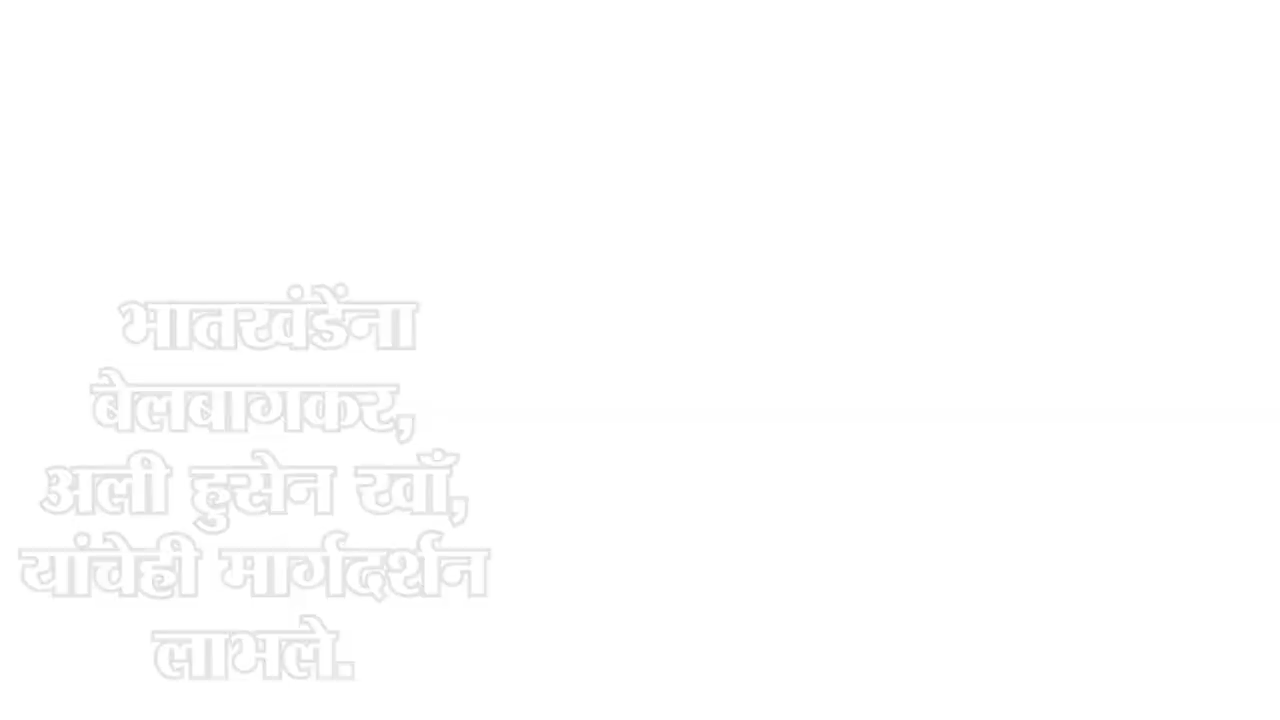 भातखंडेंना
बेलबागकर,
अली हुसेन खाँ,
यांचेही मार्गदर्शन
लाभले.